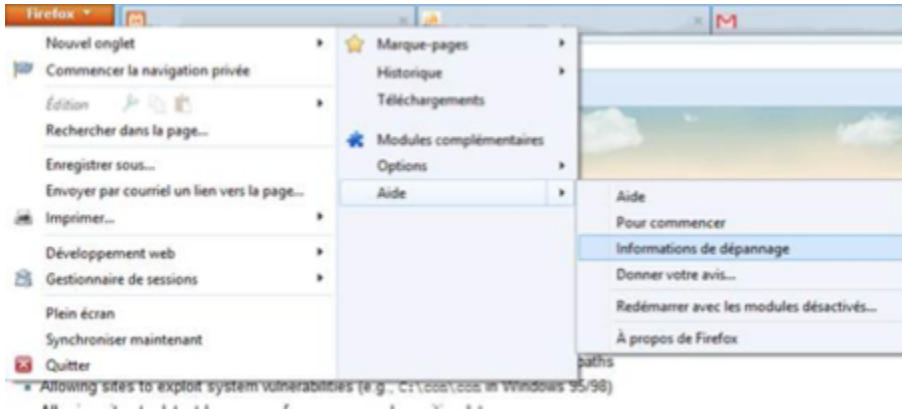 Firefox
Nouvel onglet
Commencer la navigation privée
Édition
Rechercher dans la page...
Enregistrer sous...
Envoyer par courriel un lien vers la page...
Imprimer...
Développement web
Gestionnaire de sessions
Plein écran
Synchroniser maintenant
Quitter
Marque-pages
Historique
Téléchargements
Modules complémentaires
Options
Aide
Aide
Pour commencer
Informations de dépannage
Donner votre avis...
Redémarrer avec les modules désactivés...
À propos de Firefox
paths
Allowing sites to exploit system vulnerabilities (e.g., C:\con\con in Windows 95/98)